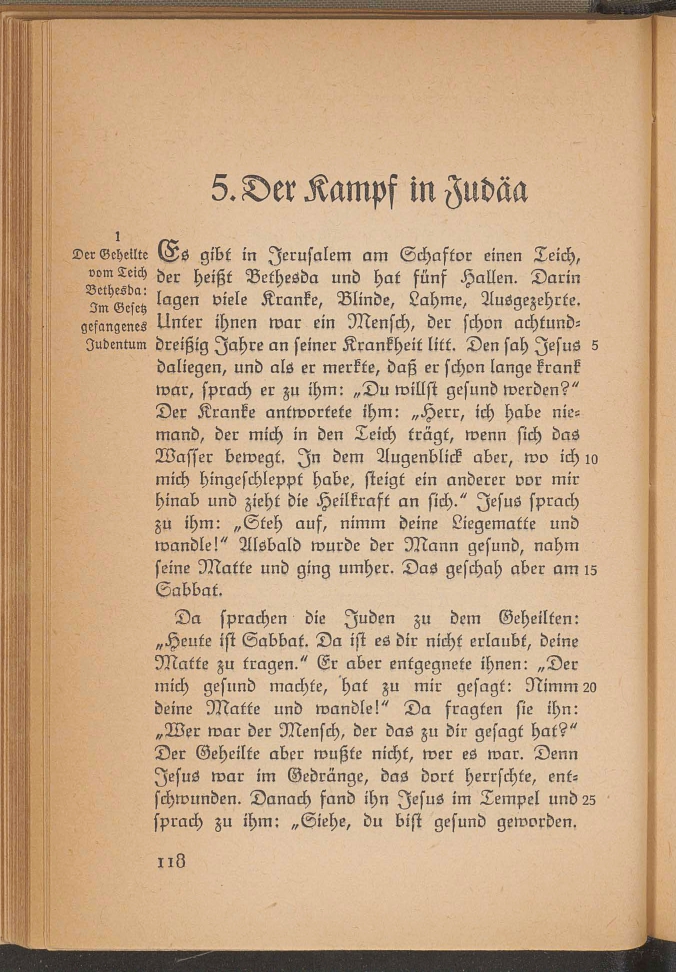 5. Der Kampf in Judäa
1
Der Geheilte
vom Teich
Bethesda:
Im Gesetz
gefangenes
Judentum
Es gibt in Jerusalem am Schaftor einen Teich,
der heißt Bethesda und hat fünf Hallen. Darin
lagen viele Kranke, Blinde, Lahme, Ausgezehrte.
Unter ihnen war ein Mensch, der schon achtund-
dreißig Jahre an seiner Krankheit litt. Den sah Jesus 5
daliegen, und als er merkte, daß er schon lange krank
war, sprach er zu ihm: „Du willst gesund werden?“
Der Kranke antwortete ihm: „Herr, ich habe nie-
mand, der mich in den Teich trägt, wenn sich das
Wasser bewegt. In dem Augenblick aber, wo ich 10
mich hingeschleppt habe, steigt ein anderer vor mir
hinab und zieht die Heilkraft an sich.“ Jesus sprach
zu ihm: „Steh auf, nimm deine Liegematte und
wandle!“ Alsbald wurde der Mann gesund, nahm
seine Matte und ging umher. Das geschah aber am 15
Sabbat.
Da sprachen die Juden zu dem Geheilten:
„Heute ist Sabbat. Da ist es dir nicht erlaubt, deine
Matte zu tragen.“ Er aber entgegnete ihnen: „Der
mich gesund machte, hat zu mir gesagt: Nimm 20
deine Matte und wandle!“ Da fragten sie ihn:
„Wer war der Mensch, der das zu dir gesagt hat?“
Der Geheilte aber wußte nicht, wer es war. Denn
Jesus war im Gedränge, das dort herrschte, ent-
schwunden. Danach fand ihn Jesus im Tempel und 25
sprach zu ihm: „Siehe, du bist gesund geworden.
118